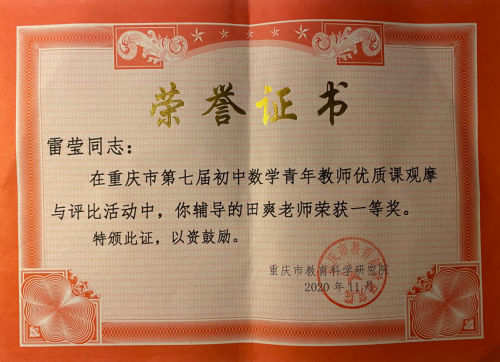 荣誉证书
雷莹同志：
在重庆市第七届初中数学青年教师优质课观摩
与评比活动中，你辅导的田爽老师荣获一等奖。
特颁此证，以资鼓励。
重庆市教育科学研究院
2020年11月